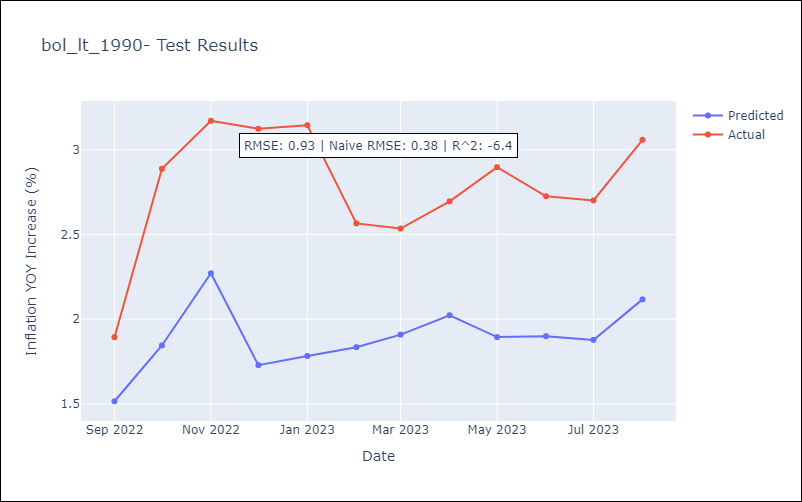 bol_lt_1990- Test Results
Predicted
Actual
RMSE: 0.93 | Naive RMSE: 0.38 | R^2: -6.4
Inflation YOY Increase (%)
3
2.5
2
1.5
Sep 2022
Nov 2022
Jan 2023
Mar 2023
May 2023
Jul 2023
Date